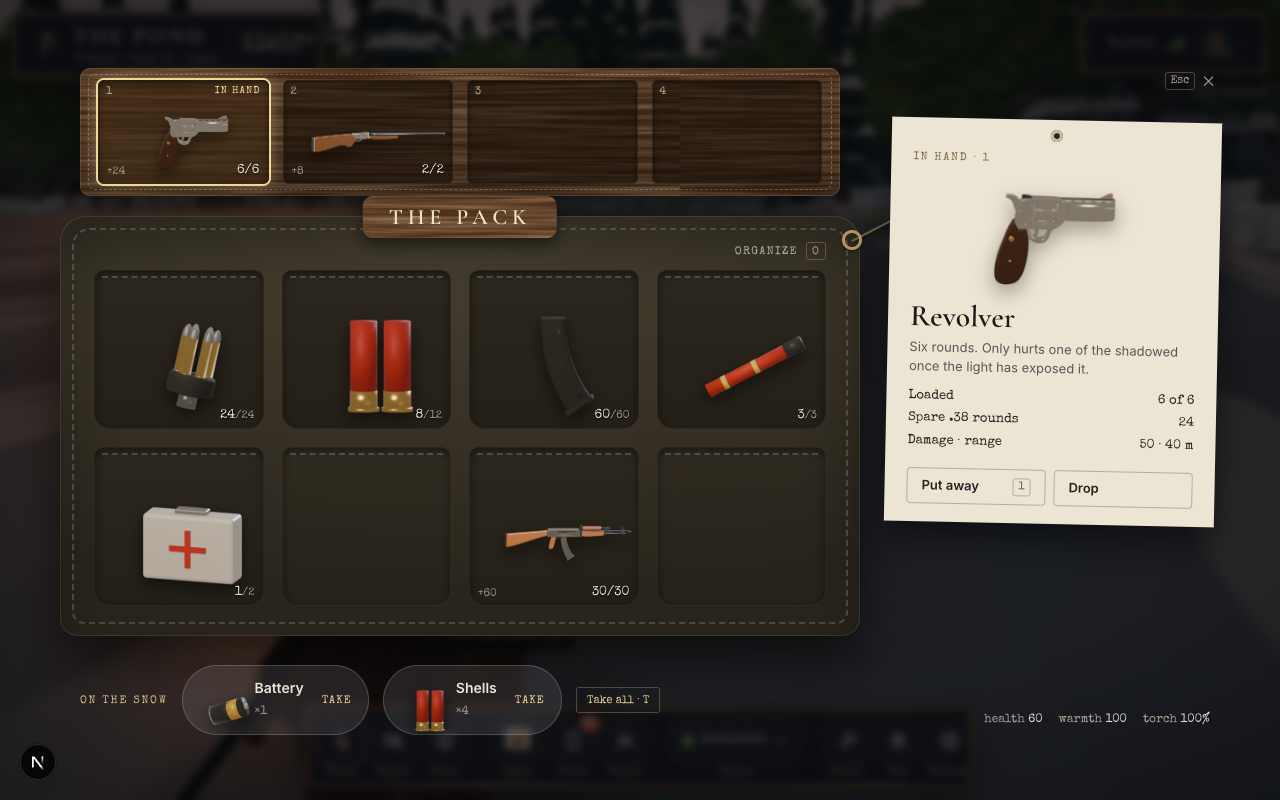 THE POND
Esc
1
IN HAND
2
3
4
+24
6/6
+8
2/2
THE PACK
ORGANIZE
O
24/24
8/12
60/60
3/3
1/2
+60
30/30
IN HAND · 1
Revolver
Six rounds. Only hurts one of the shadowed
once the light has exposed it.
Loaded
6 of 6
Spare .38 rounds
24
Damage · range
50 · 40 m
Put away
1
Drop
ON THE SNOW
Battery
×1
TAKE
Shells
×4
TAKE
Take all · T
health 60
warmth 100
torch 100%
N